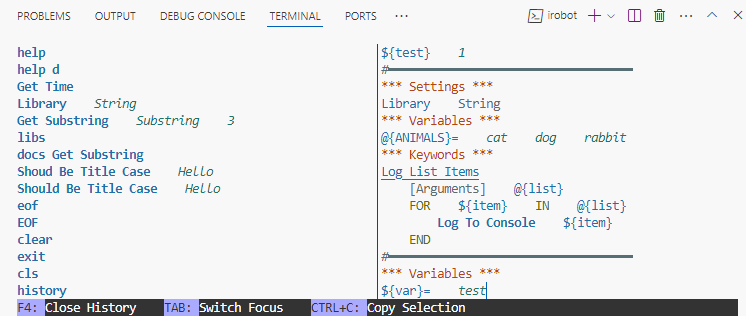 PROBLEMS OUTPUT DEBUG CONSOLE TERMINAL PORTS ··· irobot
help
help d
Get Time
Library String
Get Substring Substring 3
libs
docs Get Substring
Shoud Be Title Case Hello
Should Be Title Case Hello
eof
EOF
clear
exit
cls
history
${test} 1
#
*** Settings ***
Library String
*** Variables ***
@{ANIMALS}= cat dog rabbit
*** Keywords ***
Log List Items
[Arguments] @{list}
FOR ${item} IN @{list}
Log To Console ${item}
END
#
*** Variables ***
${var}= test
F4: Close History TAB: Switch Focus CTRL+C: Copy Selection